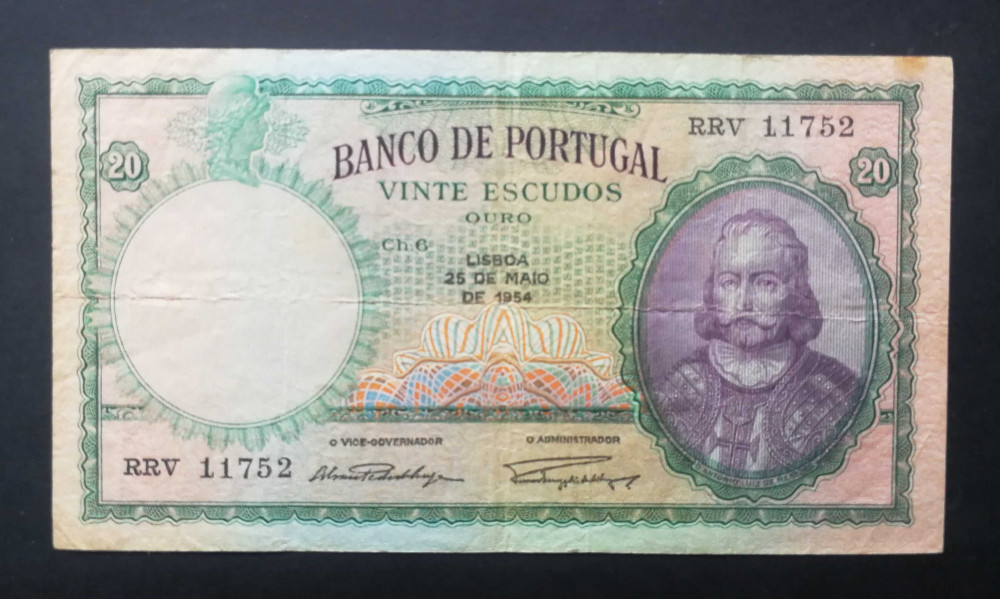 RRV 11752
BANCO DE PORTUGAL
20
20
VINTE ESCUDOS
OURO
Ch. 6
LISBOA
25 DE MAIO
DE 1954
O VICE-GOVERNADOR
O ADMINISTRADOR
RRV 11752